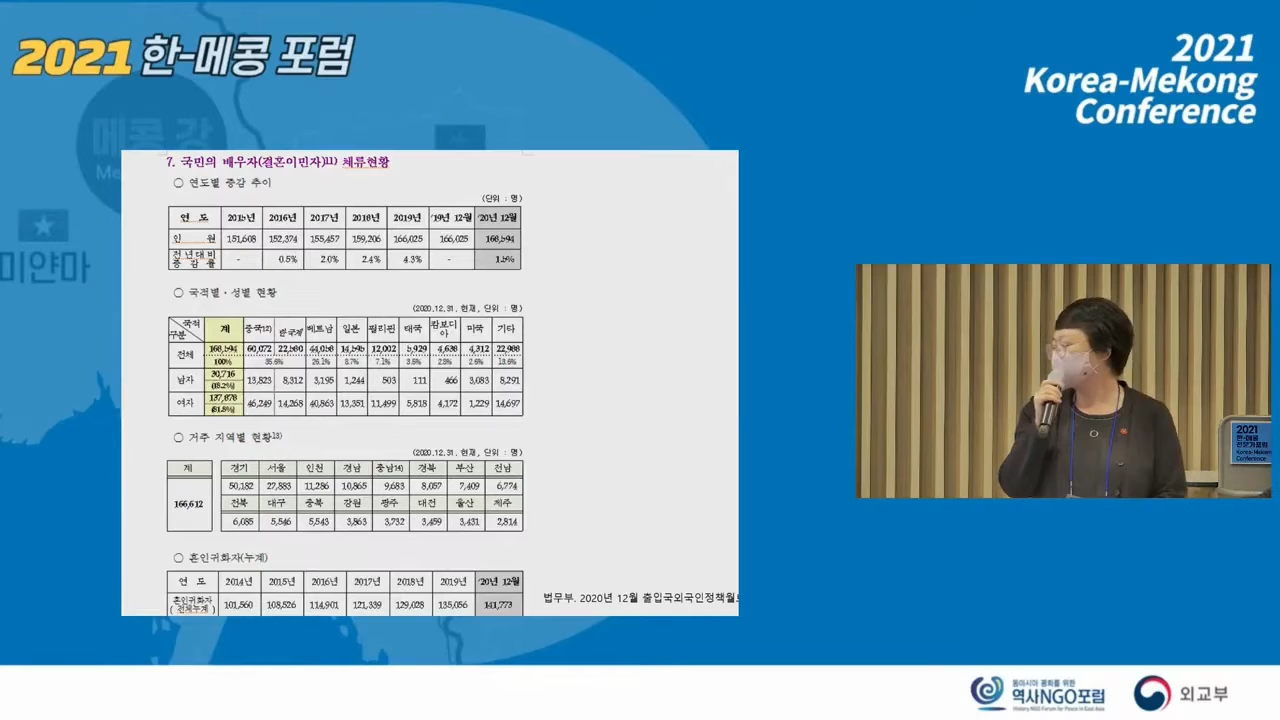 2021 한-메콩 포럼
2021
Korea-Mekong
Conference
메콩 강
Me
미얀마
7. 국민의 배우자(결혼이민자)11) 체류현황
○ 연도별 증감 추이
(단위 : 명)
연 도 2015년 2016년 2017년 2018년 2019년 '19년 12월 '20년 12월
인 원 151,608 152,374 155,457 159,206 166,025 166,025 168,594
전년대비 증 감 률 - 0.5% 2.0% 2.4% 4.3% - 1.5%
○ 국적별·성별 현황
(2020.12.31. 현재, 단위 : 명)
국적 구분 계 중국12) 한국계 베트남 일본 필리핀 태국 캄보디아 미국 기타
전체 168,594 60,072 22,580 44,058 14,595 12,002 5,929 4,638 4,312 22,988
100% 35.6% 26.1% 8.7% 7.1% 3.5% 2.8% 2.6% 13.6%
남자 30,716 (18.2%) 13,823 8,312 3,195 1,244 503 111 466 3,083 8,291
여자 137,878 (81.8%) 46,249 14,268 40,863 13,351 11,499 5,818 4,172 1,229 14,697
○ 거주 지역별 현황13)
(2020.12.31. 현재, 단위 : 명)
계 경기 서울 인천 경남 충남14) 경북 부산 전남
166,612 50,182 27,883 11,286 10,865 9,683 8,057 7,409 6,774
전북 대구 충북 강원 광주 대전 울산 제주
6,085 5,546 5,543 3,863 3,732 3,459 3,431 2,814
○ 혼인귀화자(누계)
연 도 2014년 2015년 2016년 2017년 2018년 2019년 '20년 12월
혼인귀화자 (전체누계) 101,560 108,526 114,901 121,339 129,028 135,056 141,773
법무부. 2020년 12월 출입국외국인정책월
2021
한-메콩
전문가포럼
Korea-Mekong
Conference
동아시아 평화를 위한
역사NGO포럼
History NGO Forum for Peace in East Asia
외교부